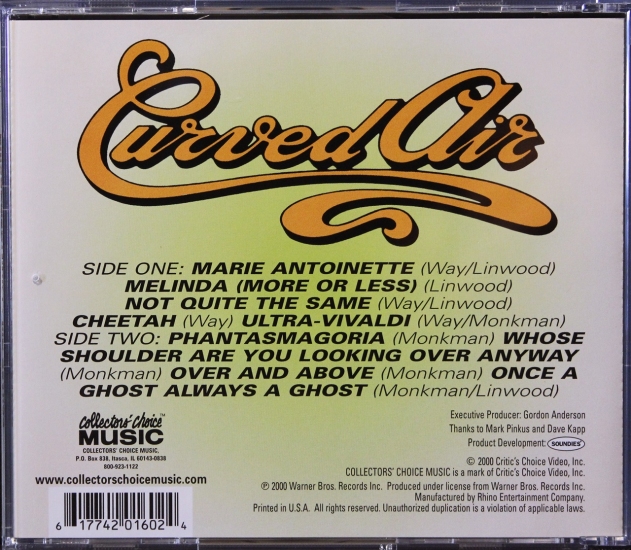 Curved Air
SIDE ONE: MARIE ANTOINETTE (Way/Linwood)
MELINDA (MORE OR LESS) (Linwood)
NOT QUITE THE SAME (Way/Linwood)
CHEETAH (Way) ULTRA-VIVALDI (Way/Monkman)
SIDE TWO: PHANTASMAGORIA (Monkman) WHOSE
SHOULDER ARE YOU LOOKING OVER ANYWAY
(Monkman) OVER AND ABOVE (Monkman) ONCE A
GHOST ALWAYS A GHOST (Monkman/Linwood)
collectors' choice™
MUSIC
COLLECTORS' CHOICE MUSIC.
P.O. Box 838, Itasca, IL 60143-0838
800-923-1122
www.collectorschoicemusic.com
6 17742 01602 4
Executive Producer: Gordon Anderson
Thanks to Mark Pinkus and Dave Kapp
Product Development: SOUNDIES
© 2000 Critic's Choice Video, Inc.
COLLECTORS' CHOICE MUSIC is a mark of Critic's Choice Video, Inc.
℗ 2000 Warner Bros. Records Inc. Produced under license from Warner Bros. Records Inc.
Manufactured by Rhino Entertainment Company.
Printed in U.S.A. All rights reserved. Unauthorized duplication is a violation of applicable laws.